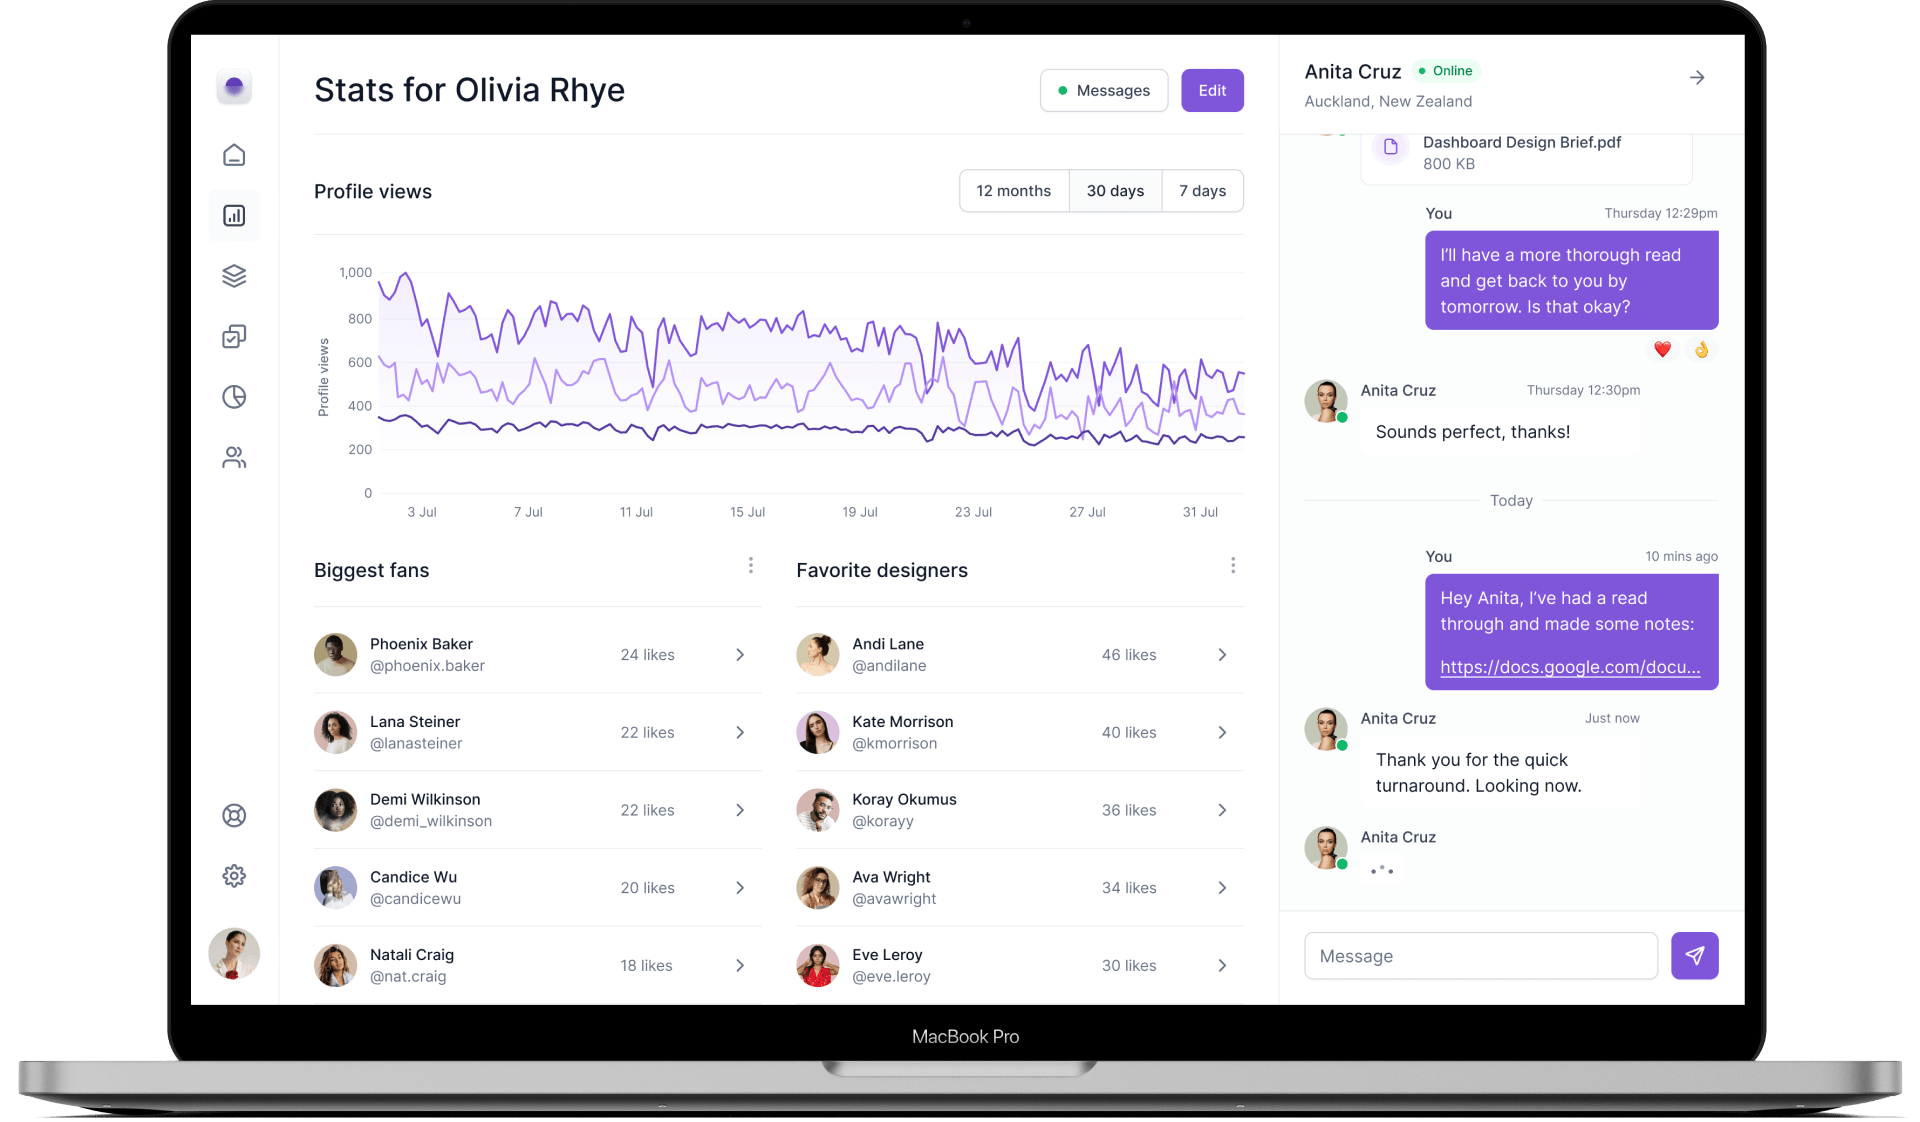 Stats for Olivia Rhye
Messages
Edit
Profile views
12 months
30 days
7 days
Profile views
1,000
800
600
400
200
0
3 Jul
7 Jul
11 Jul
15 Jul
19 Jul
23 Jul
27 Jul
31 Jul
Biggest fans
Phoenix Baker
@phoenix.baker
24 likes
Lana Steiner
@lanasteiner
22 likes
Demi Wilkinson
@demi_wilkinson
22 likes
Candice Wu
@candicewu
20 likes
Natali Craig
@nat.craig
18 likes
Favorite designers
Andi Lane
@andilane
46 likes
Kate Morrison
@kmorrison
40 likes
Koray Okumus
@korayy
36 likes
Ava Wright
@avawright
34 likes
Eve Leroy
@eve.leroy
30 likes
Anita Cruz
Online
Auckland, New Zealand
Dashboard Design Brief.pdf
800 KB
You
Thursday 12:29pm
I’ll have a more thorough read
and get back to you by
tomorrow. Is that okay?
Anita Cruz
Thursday 12:30pm
Sounds perfect, thanks!
Today
You
10 mins ago
Hey Anita, I’ve had a read
through and made some notes:
https://docs.google.com/docu...
Anita Cruz
Just now
Thank you for the quick
turnaround. Looking now.
Anita Cruz
Message
MacBook Pro